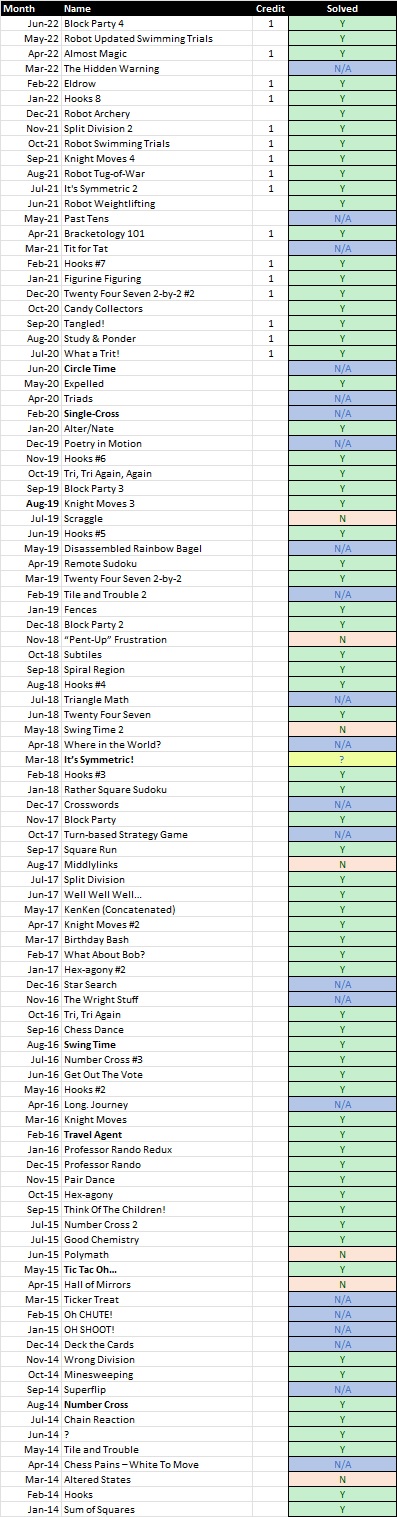 Month Name Credit Solved
Jun-22 Block Party 4 1 Y
May-22 Robot Updated Swimming Trials Y
Apr-22 Almost Magic 1 Y
Mar-22 The Hidden Warning N/A
Feb-22 Eldrow 1 Y
Jan-22 Hooks 8 1 Y
Dec-21 Robot Archery Y
Nov-21 Split Division 2 1 Y
Oct-21 Robot Swimming Trials 1 Y
Sep-21 Knight Moves 4 1 Y
Aug-21 Robot Tug-of-War 1 Y
Jul-21 It's Symmetric 2 1 Y
Jun-21 Robot Weightlifting Y
May-21 Past Tens N/A
Apr-21 Bracketology 101 1 Y
Mar-21 Tit for Tat N/A
Feb-21 Hooks #7 1 Y
Jan-21 Figurine Figuring 1 Y
Dec-20 Twenty Four Seven 2-by-2 #2 1 Y
Oct-20 Candy Collectors Y
Sep-20 Tangled! 1 Y
Aug-20 Study & Ponder 1 Y
Jul-20 What a Trit! 1 Y
Jun-20 Circle Time N/A
May-20 Expelled Y
Apr-20 Triads N/A
Feb-20 Single-Cross N/A
Jan-20 Alter/Nate Y
Dec-19 Poetry in Motion N/A
Nov-19 Hooks #6 Y
Oct-19 Tri, Tri Again, Again Y
Sep-19 Block Party 3 Y
Aug-19 Knight Moves 3 Y
Jul-19 Scraggle N
Jun-19 Hooks #5 Y
May-19 Disassembled Rainbow Bagel N/A
Apr-19 Remote Sudoku Y
Mar-19 Twenty Four Seven 2-by-2 Y
Feb-19 Tile and Trouble 2 N/A
Jan-19 Fences Y
Dec-18 Block Party 2 Y
Nov-18 “Pent-Up” Frustration N
Oct-18 Subtiles Y
Sep-18 Spiral Region Y
Aug-18 Hooks #4 Y
Jul-18 Triangle Math N/A
Jun-18 Twenty Four Seven Y
May-18 Swing Time 2 N
Apr-18 Where in the World? N/A
Mar-18 It’s Symmetric! ?
Feb-18 Hooks #3 Y
Jan-18 Rather Square Sudoku Y
Dec-17 Crosswords N/A
Nov-17 Block Party Y
Oct-17 Turn-based Strategy Game N/A
Sep-17 Square Run Y
Aug-17 Middlylinks N
Jul-17 Split Division Y
Jun-17 Well Well Well... Y
May-17 KenKen (Concatenated) Y
Apr-17 Knight Moves #2 Y
Mar-17 Birthday Bash Y
Feb-17 What About Bob? Y
Jan-17 Hex-agony #2 Y
Dec-16 Star Search N/A
Nov-16 The Wright Stuff N/A
Oct-16 Tri, Tri Again Y
Sep-16 Chess Dance Y
Aug-16 Swing Time Y
Jul-16 Number Cross #3 Y
Jun-16 Get Out The Vote Y
May-16 Hooks #2 Y
Apr-16 Long. Journey N/A
Mar-16 Knight Moves Y
Feb-16 Travel Agent Y
Jan-16 Professor Rando Redux Y
Dec-15 Professor Rando Y
Nov-15 Pair Dance Y
Oct-15 Hex-agony Y
Sep-15 Think Of The Children! Y
Jul-15 Number Cross 2 Y
Jul-15 Good Chemistry Y
Jun-15 Polymath N
May-15 Tic Tac Oh... Y
Apr-15 Hall of Mirrors N
Mar-15 Ticker Treat N/A
Feb-15 Oh CHUTE! N/A
Jan-15 OH SHOOT! N/A
Dec-14 Deck the Cards N/A
Nov-14 Wrong Division Y
Oct-14 Minesweeping Y
Sep-14 Superflip N/A
Aug-14 Number Cross Y
Jul-14 Chain Reaction Y
Jun-14 ? Y
May-14 Tile and Trouble Y
Apr-14 Chess Pains – White To Move N/A
Mar-14 Altered States N
Feb-14 Hooks Y
Jan-14 Sum of Squares Y